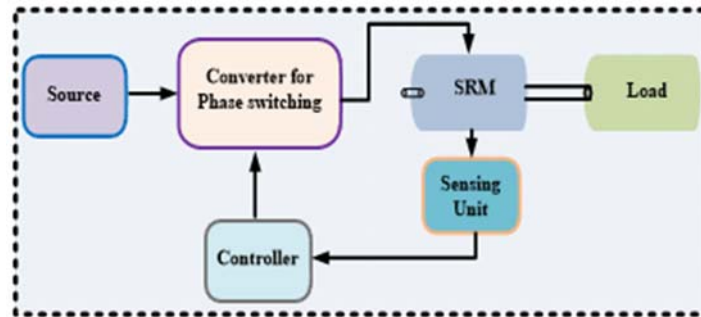 Source
Converter for
Phase switching
SRM
Load
Sensing
Unit
Controller